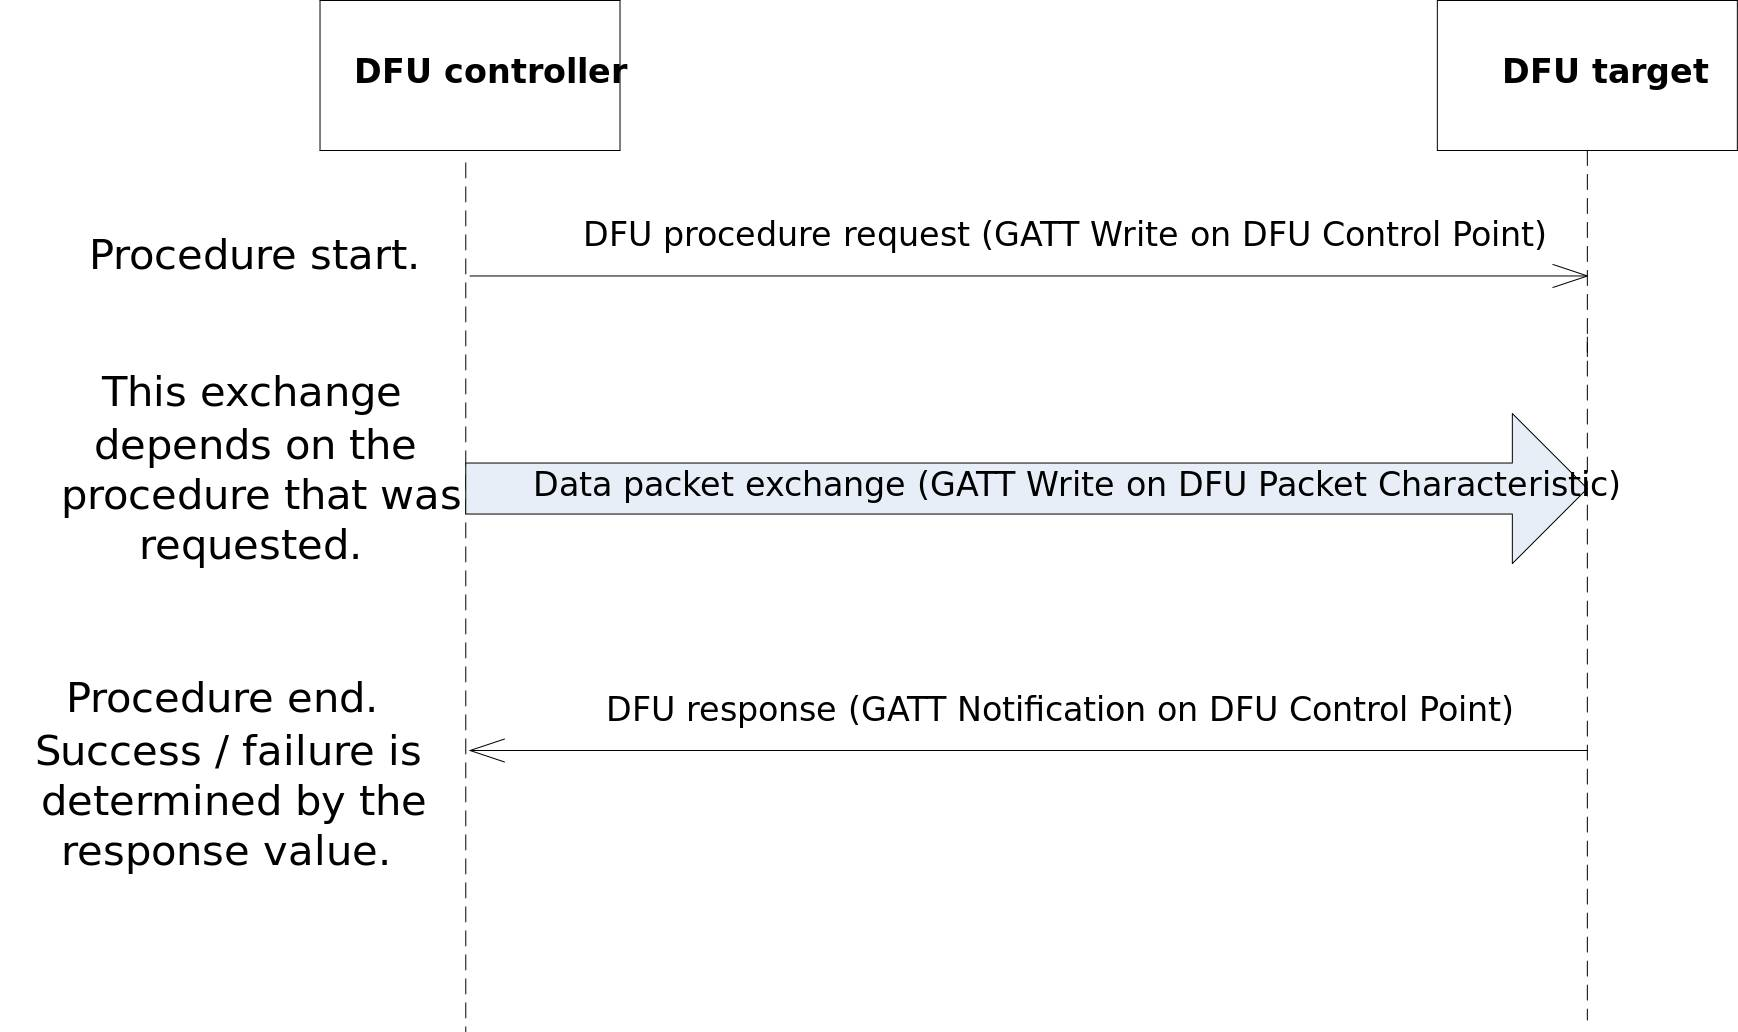 DFU controller
DFU target
DFU procedure request (GATT Write on DFU Control Point)
Procedure start.
This exchange
depends on the
procedure that was
requested.
Data packet exchange (GATT Write on DFU Packet Characteristic)
Procedure end.
Success / failure is
determined by the
response value.
DFU response (GATT Notification on DFU Control Point)